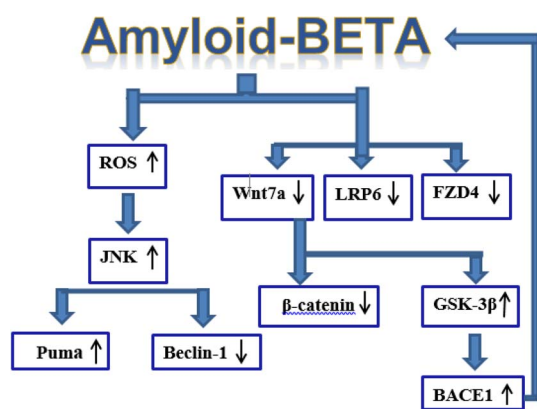 Amyloid-BETA
ROS ↑
Wnt7a ↓
LRP6 ↓
FZD4 ↓
JNK ↑
β-catenin ↓
GSK-3β ↑
Puma ↑
Beclin-1 ↓
BACE1 ↑